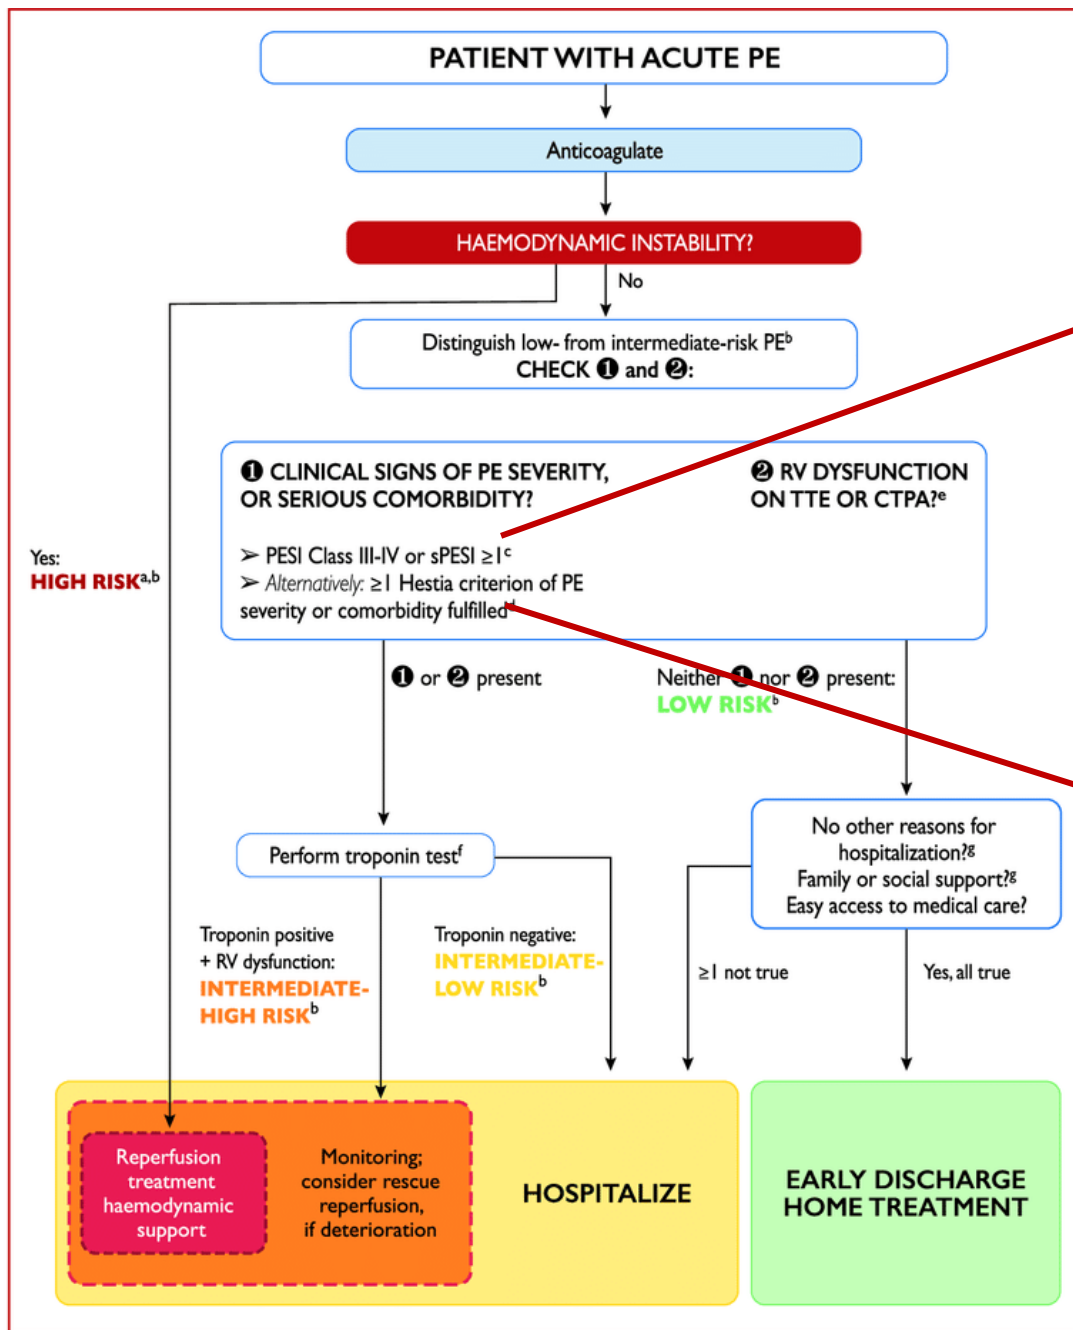 PATIENT WITH ACUTE PE
Anticoagulate
HAEMODYNAMIC INSTABILITY?
No
Distinguish low- from intermediate-risk PEᵇ
CHECK ❶ and ❷:
❶ CLINICAL SIGNS OF PE SEVERITY,
OR SERIOUS COMORBIDITY?
➢ PESI Class III-IV or sPESI ≥1ᶜ
➢ Alternatively: ≥1 Hestia criterion of PE
severity or comorbidity fulfilledᵈ
❷ RV DYSFUNCTION
ON TTE OR CTPA?ᵉ
Yes:
HIGH RISKᵃ,ᵇ
❶ or ❷ present
Neither ❶ nor ❷ present:
LOW RISKᵇ
Perform troponin testᶠ
No other reasons for
hospitalization?ᵍ
Family or social support?ᵍ
Easy access to medical care?
Troponin positive
+ RV dysfunction:
INTERMEDIATE-
HIGH RISKᵇ
Troponin negative:
INTERMEDIATE-
LOW RISKᵇ
≥1 not true
Yes, all true
Reperfusion
treatment
haemodynamic
support
Monitoring;
consider rescue
reperfusion,
if deterioration
HOSPITALIZE
EARLY DISCHARGE
HOME TREATMENT